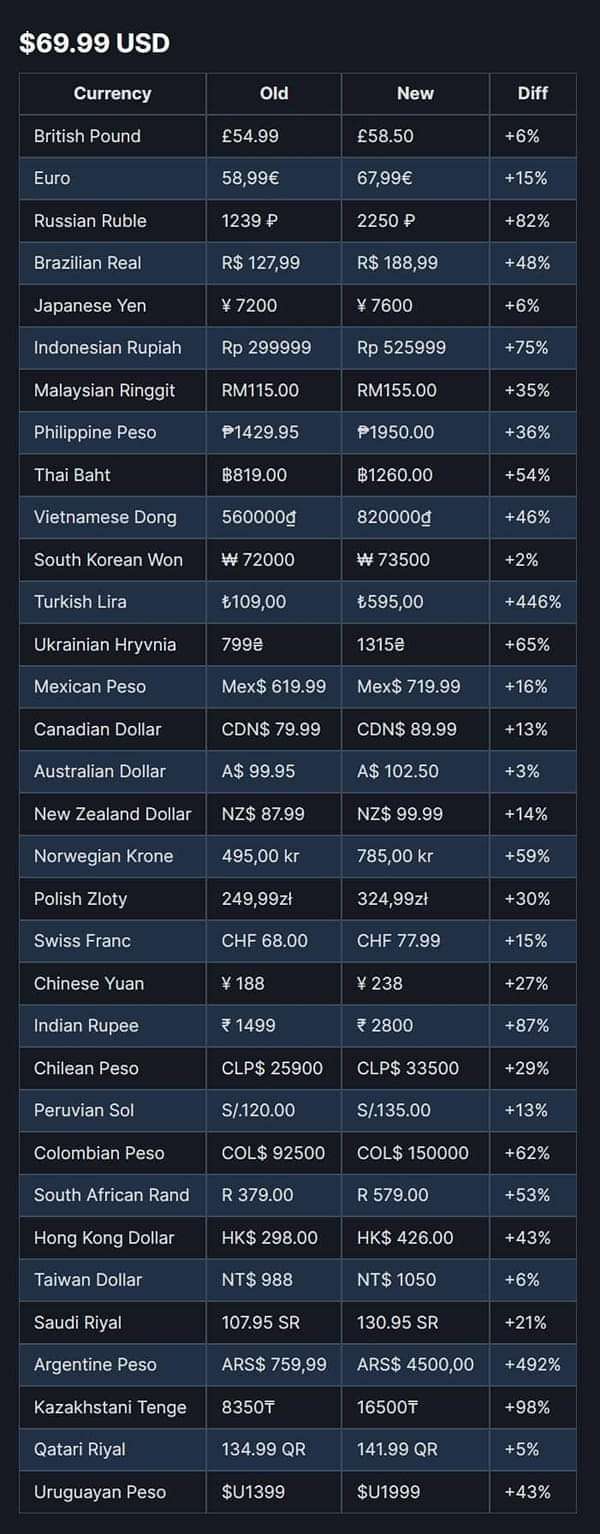 $69.99 USD
Currency Old New Diff
British Pound £54.99 £58.50 +6%
Euro 58,99€ 67,99€ +15%
Russian Ruble 1239 ₽ 2250 ₽ +82%
Brazilian Real R$ 127,99 R$ 188,99 +48%
Japanese Yen ¥ 7200 ¥ 7600 +6%
Indonesian Rupiah Rp 299999 Rp 525999 +75%
Malaysian Ringgit RM115.00 RM155.00 +35%
Philippine Peso ₱1429.95 ₱1950.00 +36%
Thai Baht ฿819.00 ฿1260.00 +54%
Vietnamese Dong 560000₫ 820000₫ +46%
South Korean Won ₩ 72000 ₩ 73500 +2%
Turkish Lira ₺109,00 ₺595,00 +446%
Ukrainian Hryvnia 799₴ 1315₴ +65%
Mexican Peso Mex$ 619.99 Mex$ 719.99 +16%
Canadian Dollar CDN$ 79.99 CDN$ 89.99 +13%
Australian Dollar A$ 99.95 A$ 102.50 +3%
New Zealand Dollar NZ$ 87.99 NZ$ 99.99 +14%
Norwegian Krone 495,00 kr 785,00 kr +59%
Polish Zloty 249,99zł 324,99zł +30%
Swiss Franc CHF 68.00 CHF 77.99 +15%
Chinese Yuan ¥ 188 ¥ 238 +27%
Indian Rupee ₹ 1499 ₹ 2800 +87%
Chilean Peso CLP$ 25900 CLP$ 33500 +29%
Peruvian Sol S/.120.00 S/.135.00 +13%
Colombian Peso COL$ 92500 COL$ 150000 +62%
South African Rand R 379.00 R 579.00 +53%
Hong Kong Dollar HK$ 298.00 HK$ 426.00 +43%
Taiwan Dollar NT$ 988 NT$ 1050 +6%
Saudi Riyal 107.95 SR 130.95 SR +21%
Argentine Peso ARS$ 759,99 ARS$ 4500,00 +492%
Kazakhstani Tenge 8350₸ 16500₸ +98%
Qatari Riyal 134.99 QR 141.99 QR +5%
Uruguayan Peso $U1399 $U1999 +43%